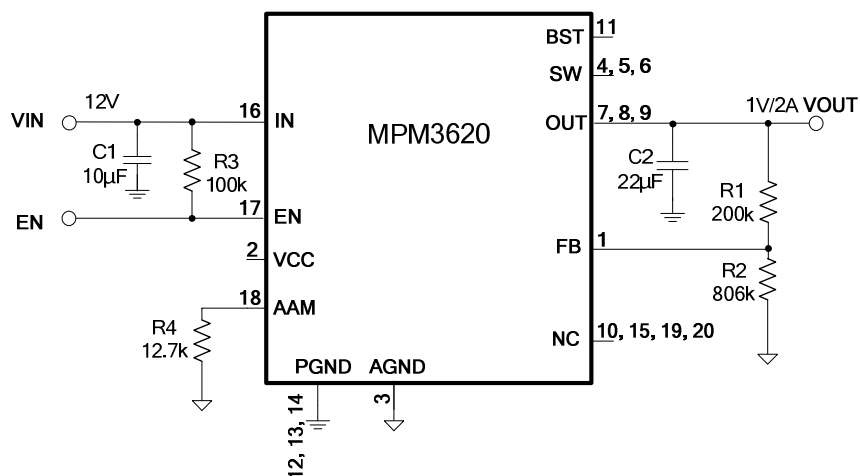 11
BST
4, 5, 6
SW
12V
1V/2A VOUT
VIN
16
IN
MPM3620
7, 8, 9
OUT
C1
10µF
R3
100k
C2
22µF
R1
200k
EN
17
EN
2
VCC
1
FB
R2
806k
18
AAM
R4
12.7k
10, 15, 19, 20
NC
PGND
AGND
12, 13, 14
3